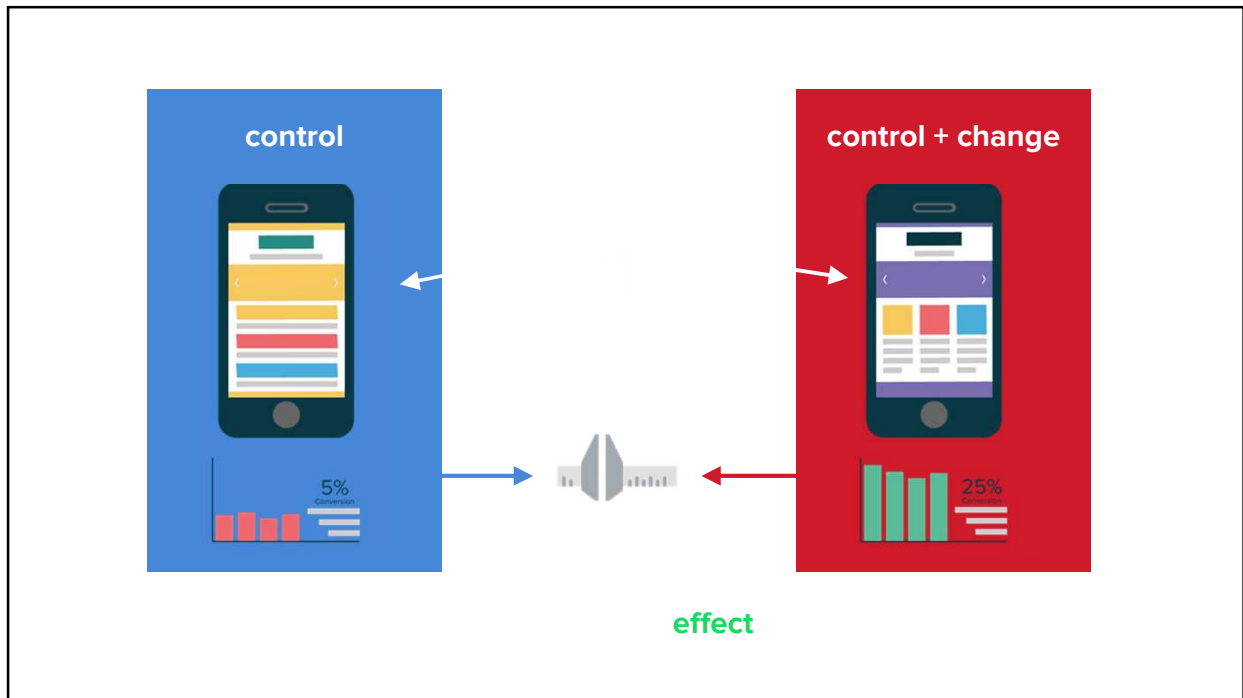 control
control + change
5%
Conversion
25%
Conversion
effect